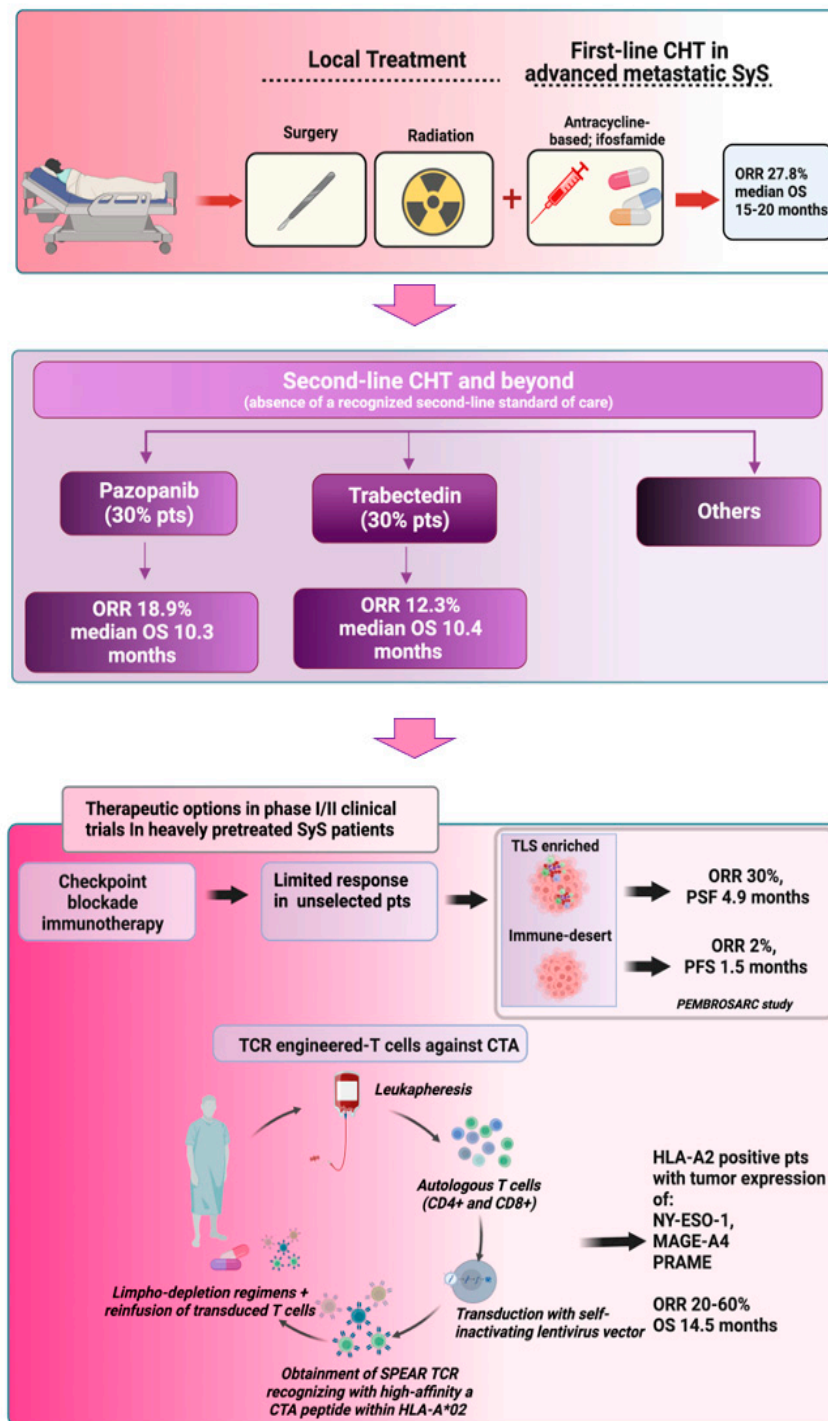 Local Treatment
First-line CHT in
advanced metastatic SyS
Surgery
Radiation
Antracycline-
based; ifosfamide
+
ORR 27.8%
median OS
15-20 months
Second-line CHT and beyond
(absence of a recognized second-line standard of care)
Pazopanib
(30% pts)
Trabectedin
(30% pts)
Others
ORR 18.9%
median OS 10.3
months
ORR 12.3%
median OS 10.4
months
Therapeutic options in phase I/II clinical
trials In heavely pretreated SyS patients
Checkpoint
blockade
immunotherapy
Limited response
in unselected pts
TLS enriched
ORR 30%,
PSF 4.9 months
Immune-desert
ORR 2%,
PFS 1.5 months
PEMBROSARC study
TCR engineered-T cells against CTA
Leukapheresis
Autologous T cells
(CD4+ and CD8+)
Transduction with self-
inactivating lentivirus vector
Obtainment of SPEAR TCR
recognizing with high-affinity a
CTA peptide within HLA-A*02
Limpho-depletion regimens +
reinfusion of transduced T cells
HLA-A2 positive pts
with tumor expression
of:
NY-ESO-1,
MAGE-A4
PRAME
ORR 20-60%
OS 14.5 months